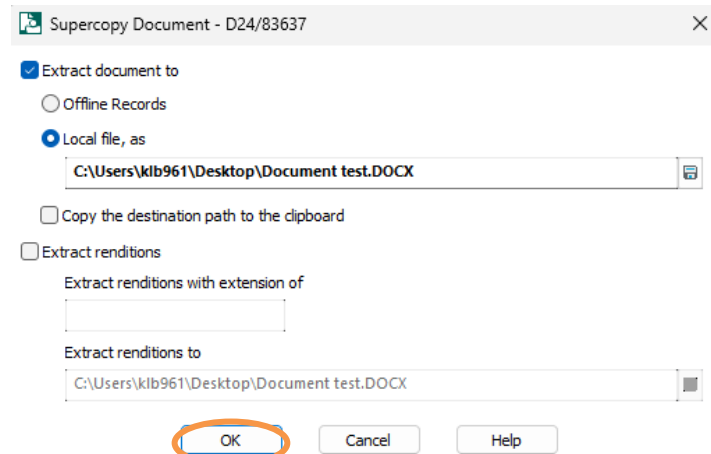 Supercopy Document - D24/83637
Extract document to
Offline Records
Local file, as
C:\Users\klb961\Desktop\Document test.DOCX
Copy the destination path to the clipboard
Extract renditions
Extract renditions with extension of
Extract renditions to
C:\Users\klb961\Desktop\Document test.DOCX
OK Cancel Help